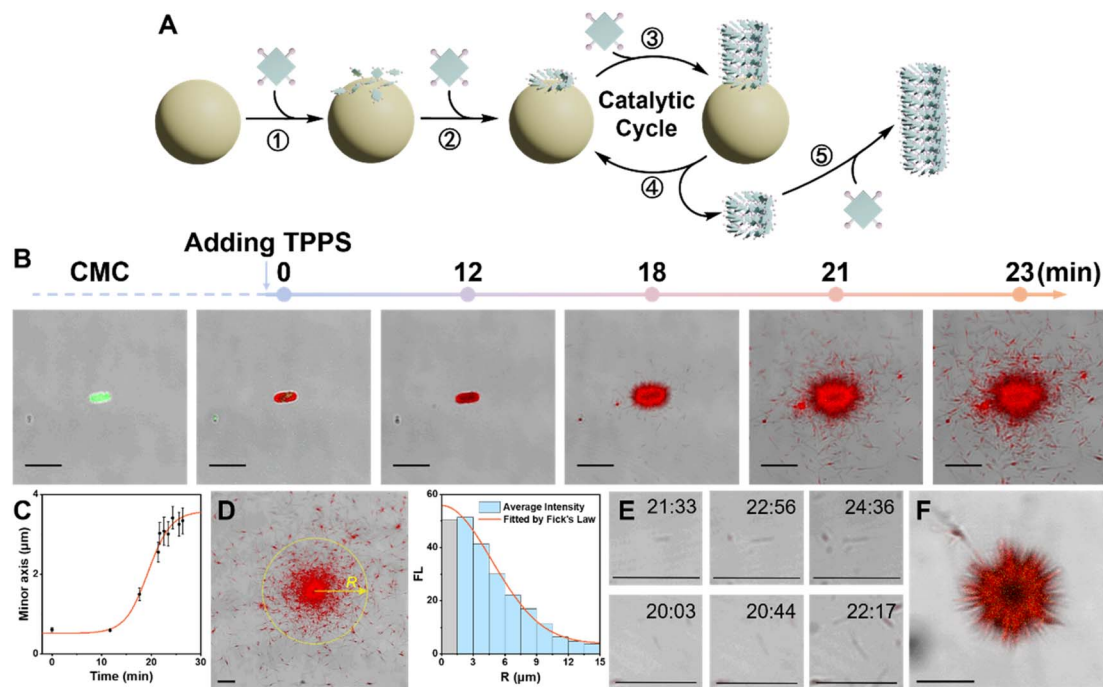 A
①
②
③
Catalytic
Cycle
④
⑤
B
Adding TPPS
CMC
0
12
18
21
23 (min)
C
4
2
0
Minor axis (μm)
0
10
20
30
Time (min)
D
R
60
40
20
0
FL
Average Intensity
Fitted by Fick's Law
0
3
6
9
12
15
R (μm)
E
21:33
22:56
24:36
20:03
20:44
22:17
F